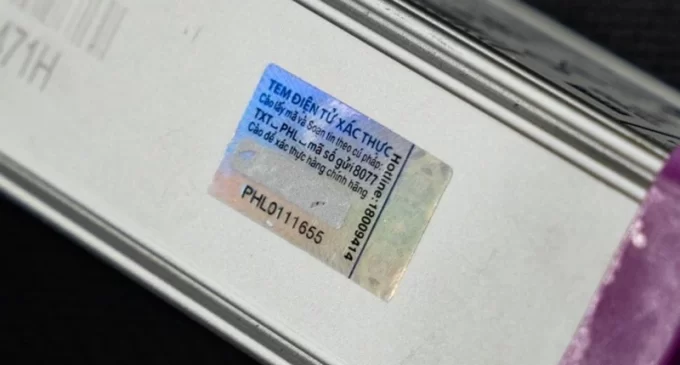 471H
TEM ĐIỆN TỬ XÁC THỰC
Cào lấy mã và Soạn tin theo cú pháp:
TXT_PHL_mã số gửi 8077
Cào để xác thực hàng chính hãng
PHL0111655
Hotline:18009414